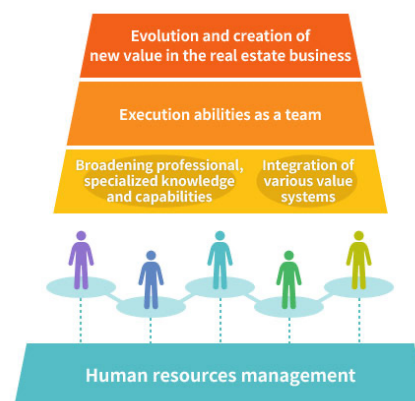 Evolution and creation of
new value in the real estate business
Execution abilities as a team
Broadening professional,
specialized knowledge
and capabilities
Integration of
various value
systems
Human resources management